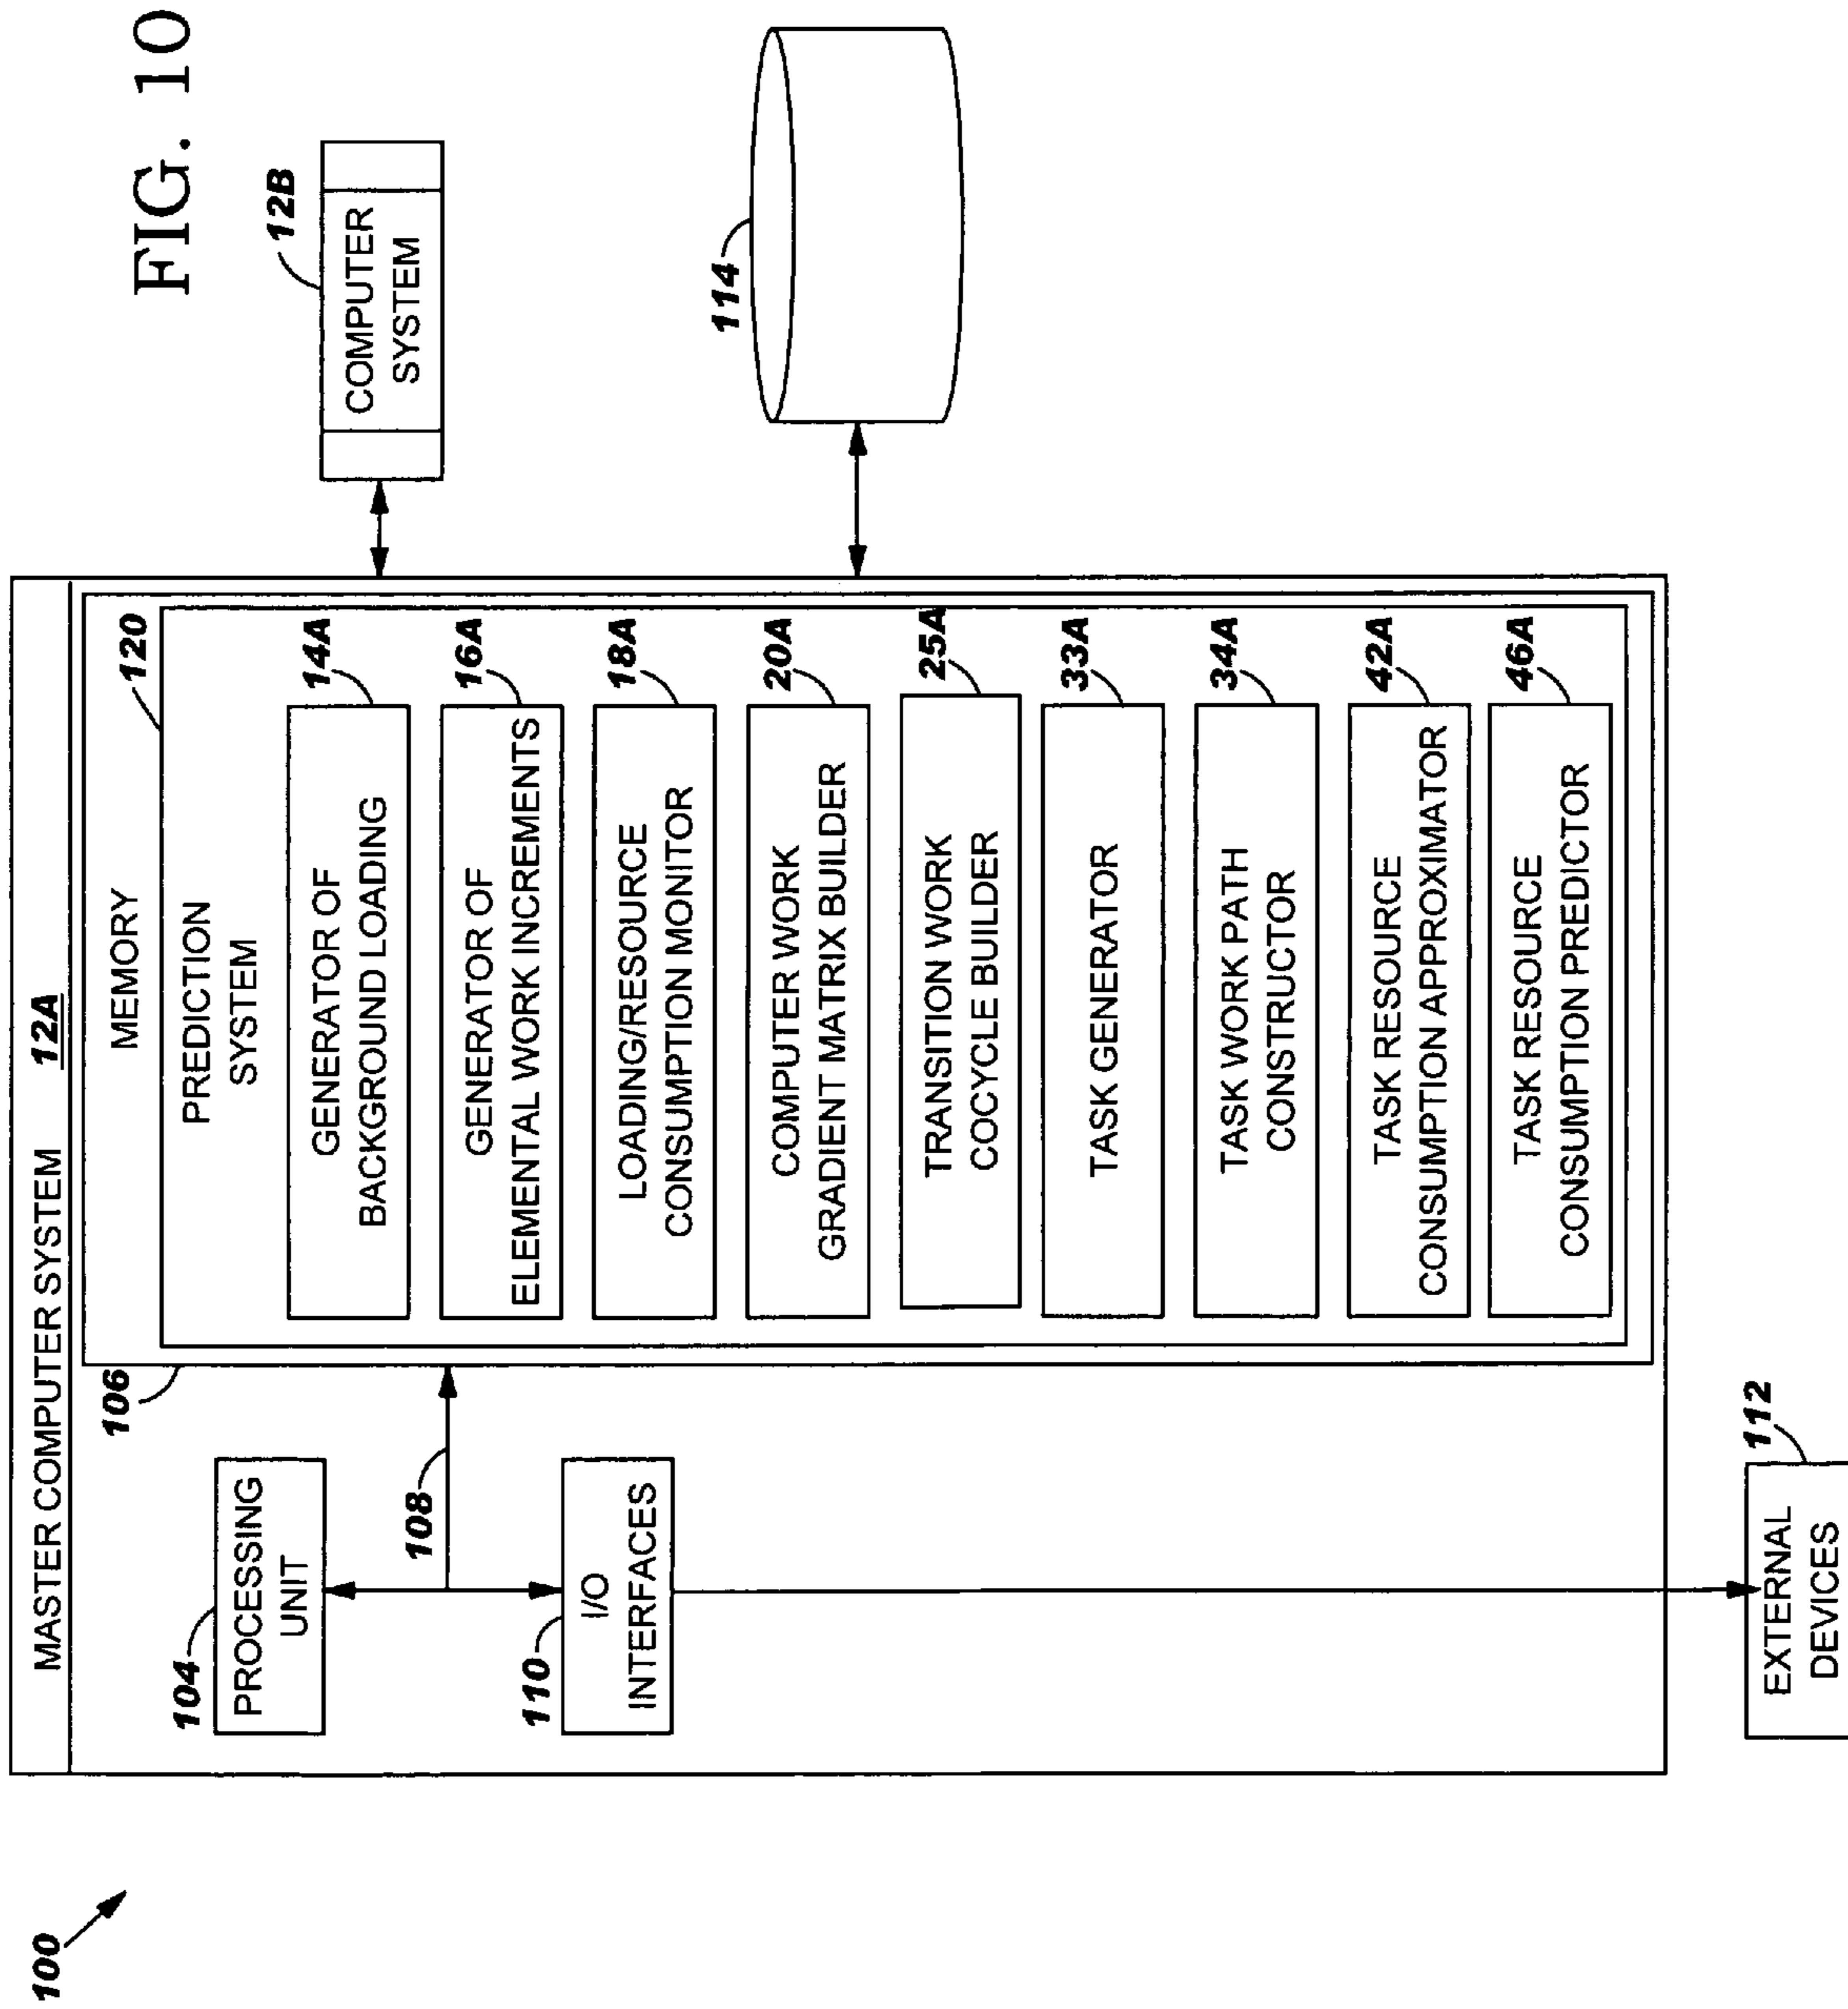 FIG. 10
100
MASTER COMPUTER SYSTEM 12A
104
PROCESSING
UNIT
108
110
I/O
INTERFACES
106
MEMORY
120
PREDICTION
SYSTEM
14A
GENERATOR OF
BACKGROUND LOADING
16A
GENERATOR OF
ELEMENTAL WORK INCREMENTS
18A
LOADING/RESOURCE
CONSUMPTION MONITOR
20A
COMPUTER WORK
GRADIENT MATRIX BUILDER
25A
TRANSITION WORK
COCYCLE BUILDER
33A
TASK GENERATOR
34A
TASK WORK PATH
CONSTRUCTOR
42A
TASK RESOURCE
CONSUMPTION APPROXIMATOR
46A
TASK RESOURCE
CONSUMPTION PREDICTOR
12B
COMPUTER
SYSTEM
114
112
EXTERNAL
DEVICES